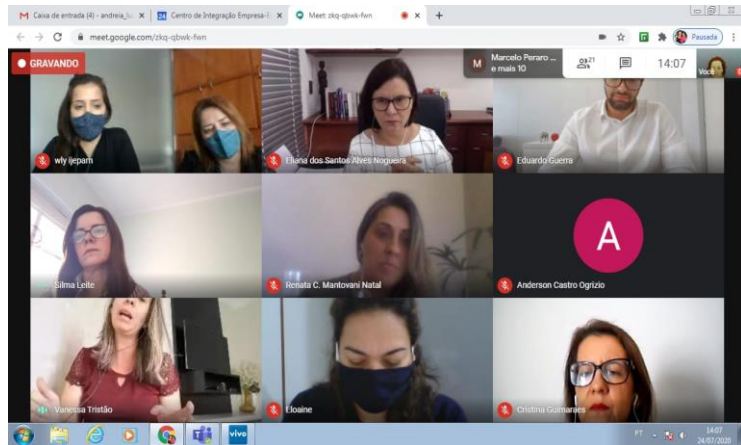 Caixa de entrada (4) - andreia_lu
Centro de Integração Empresa-E
Meet: zkq-qbwk-fwn
meet.google.com/zkq-qbwk-fwn
Pausada
GRAVANDO
M
Marcelo Peraro ...
e mais 10
21
14:07
Você
wly ijeparn
Eliana dos Santos Alves Nogueira
Eduardo Guerra
Silma Leite
Renata C. Mantovani Natal
A
Anderson Castro Ogrizio
Vanessa Tristão
Eloaine
Cristina Guimarães
vivo
PT
14:07
24/07/2020